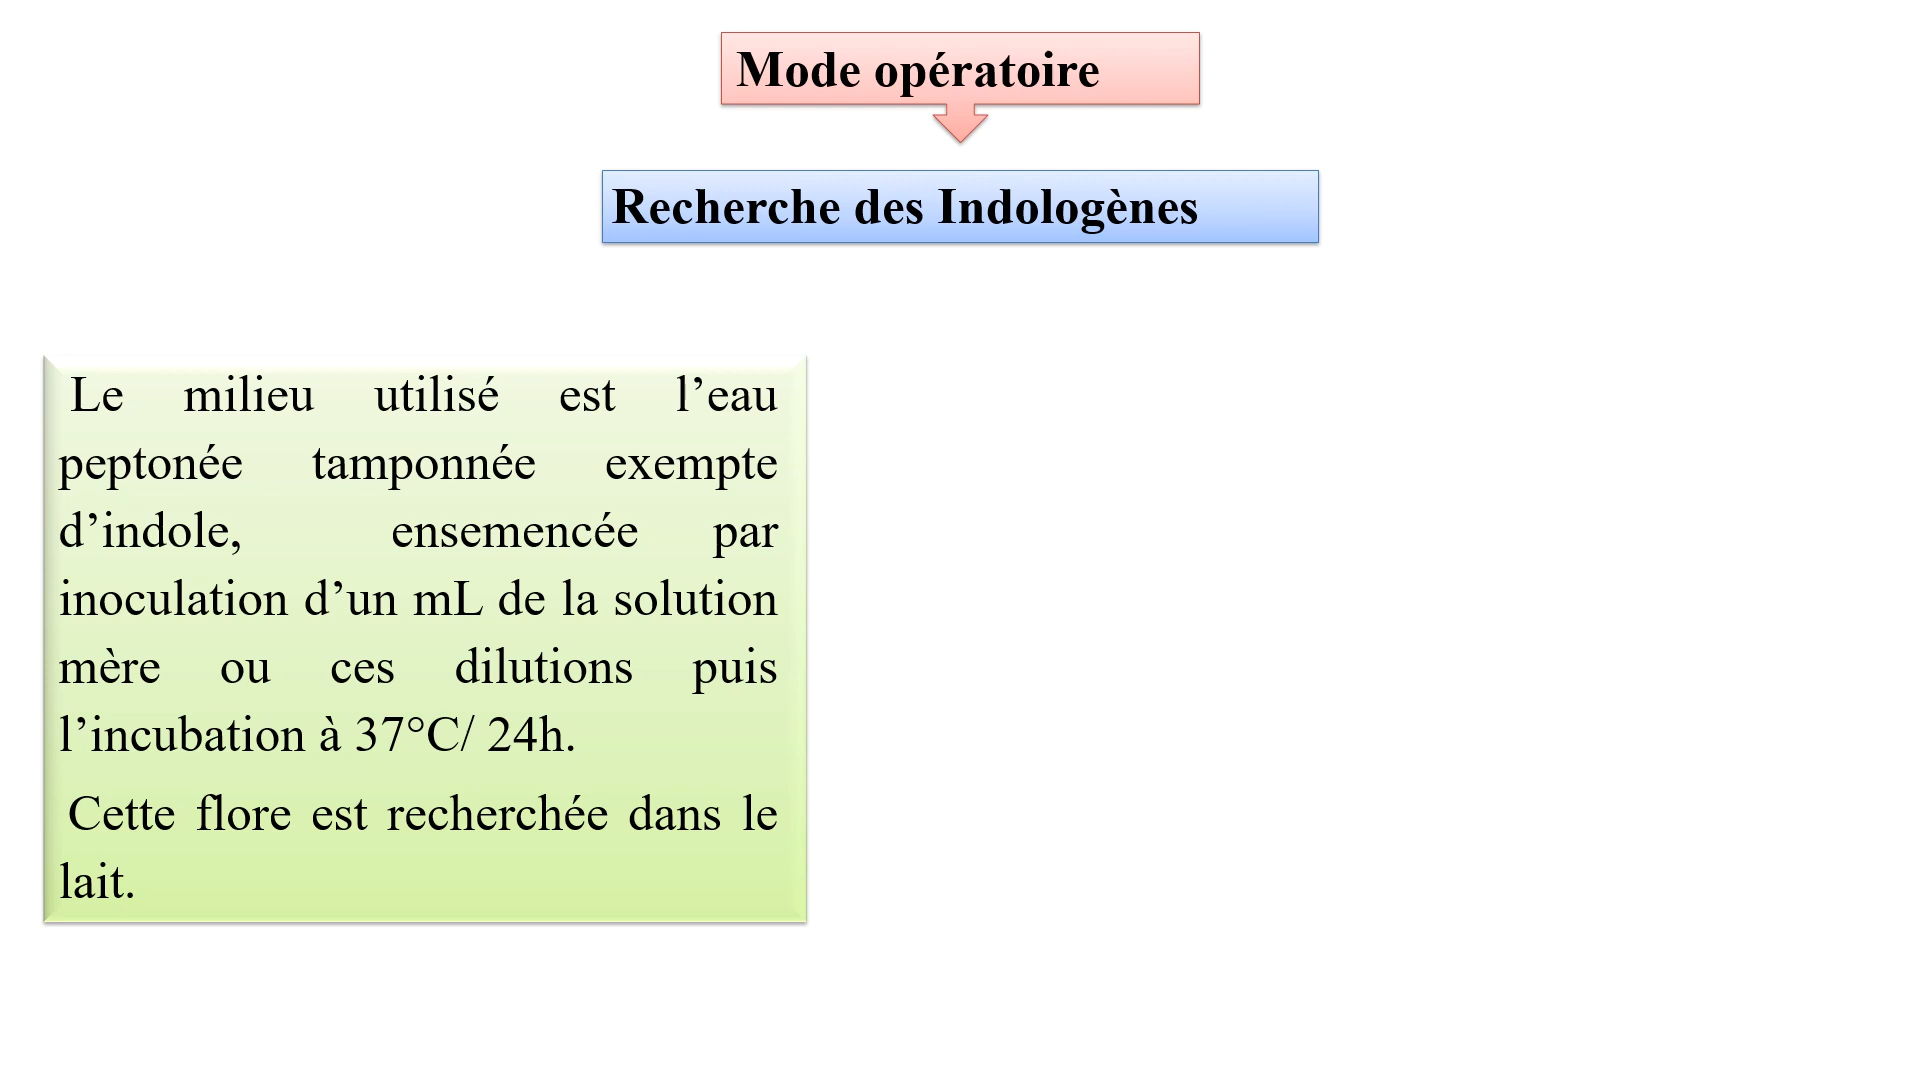 Mode opératoire
Recherche des Indologènes
Le milieu utilisé est l’eau
peptonée tamponnée exempte
d’indole, ensemencée par
inoculation d’un mL de la solution
mère ou ces dilutions puis
l’incubation à 37°C/ 24h.
Cette flore est recherchée dans le
lait.